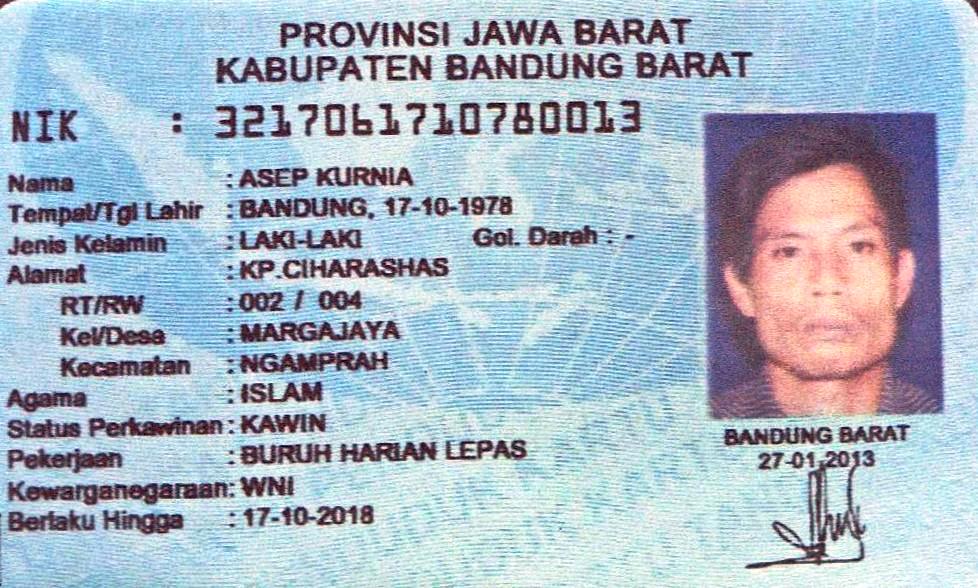 PROVINSI JAWA BARAT
KABUPATEN BANDUNG BARAT
NIK : 3217061710780013
Nama : ASEP KURNIA
Tempat/Tgl Lahir : BANDUNG, 17-10-1978
Jenis Kelamin : LAKI-LAKI Gol. Darah : -
Alamat : KP.CIHARASHAS
RT/RW : 002 / 004
Kel/Desa : MARGAJAYA
Kecamatan : NGAMPRAH
Agama : ISLAM
Status Perkawinan : KAWIN
Pekerjaan : BURUH HARIAN LEPAS
Kewarganegaraan: WNI
Berlaku Hingga : 17-10-2018
BANDUNG BARAT
27-01-2013